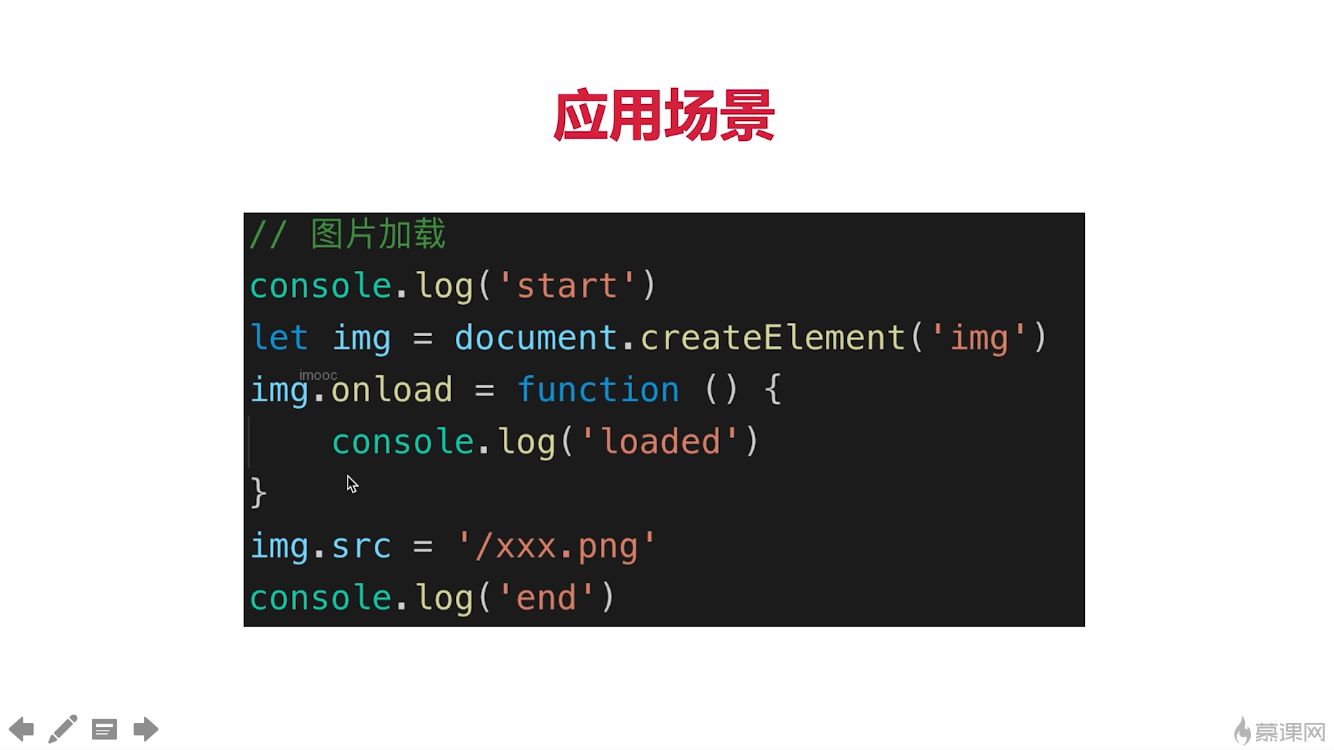 应用场景
// 图片加载
console.log('start')
let img = document.createElement('img')
imooc
img.onload = function () {
    console.log('loaded')
}
img.src = '/xxx.png'
console.log('end')
慕课网